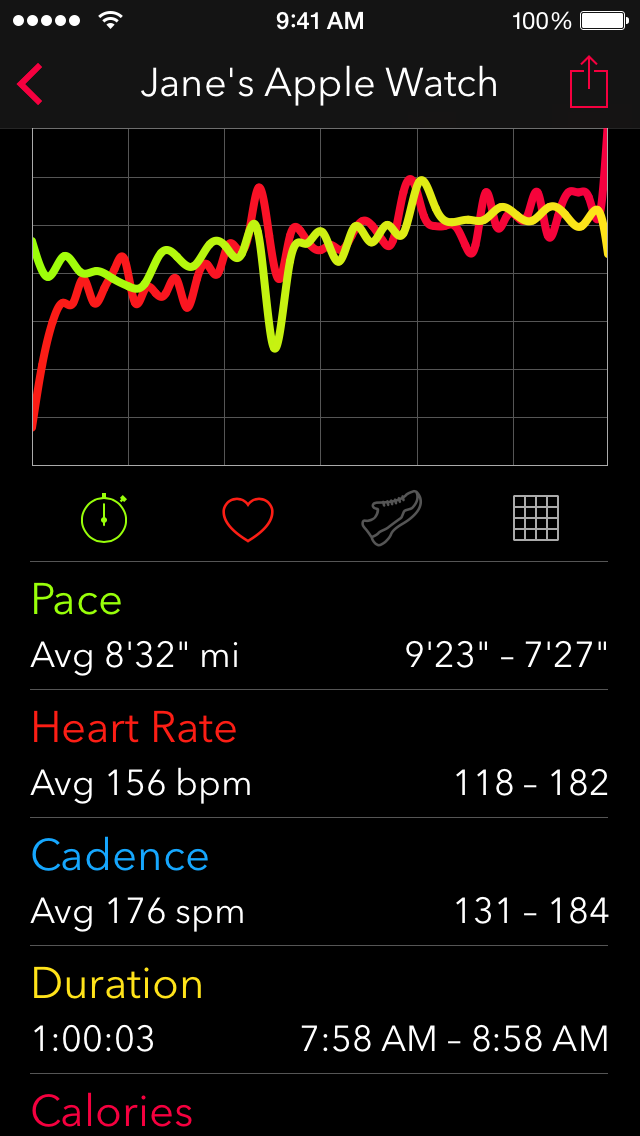 9:41 AM 100%
Jane's Apple Watch
Pace
Avg 8'32" mi 9'23" – 7'27"
Heart Rate
Avg 156 bpm 118 – 182
Cadence
Avg 176 spm 131 – 184
Duration
1:00:03 7:58 AM – 8:58 AM
Calories